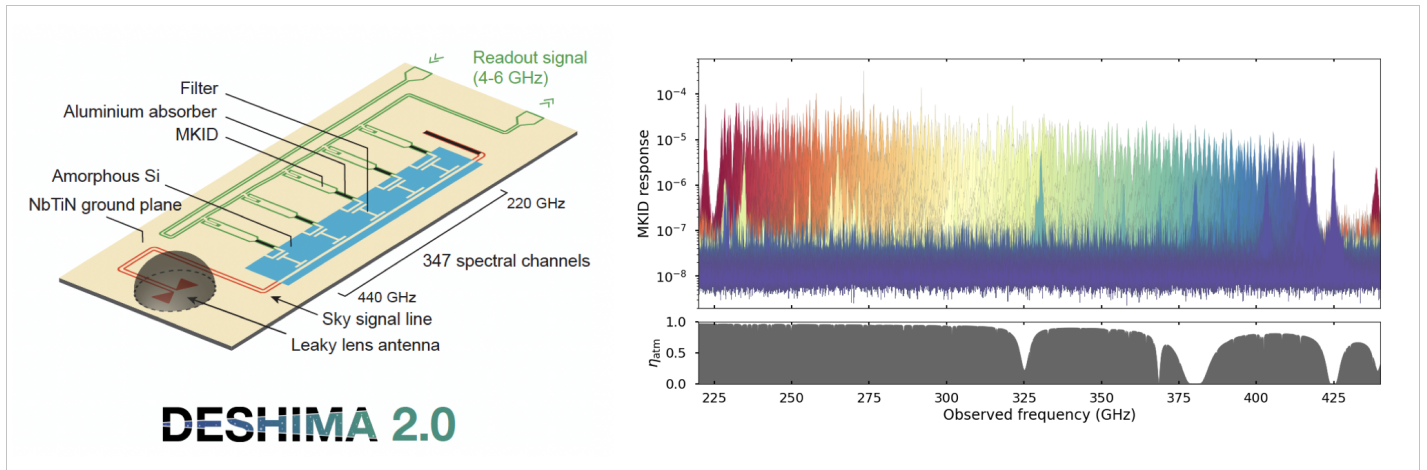 Readout signal
(4-6 GHz)
Filter
Aluminium absorber
MKID
Amorphous Si
NbTiN ground plane
220 GHz
347 spectral channels
440 GHz
Sky signal line
Leaky lens antenna
DESHIMA 2.0
MKID response
10⁻⁴
10⁻⁵
10⁻⁶
10⁻⁷
10⁻⁸
ηatm
1.0
0.5
0.0
225 250 275 300 325 350 375 400 425
Observed frequency (GHz)